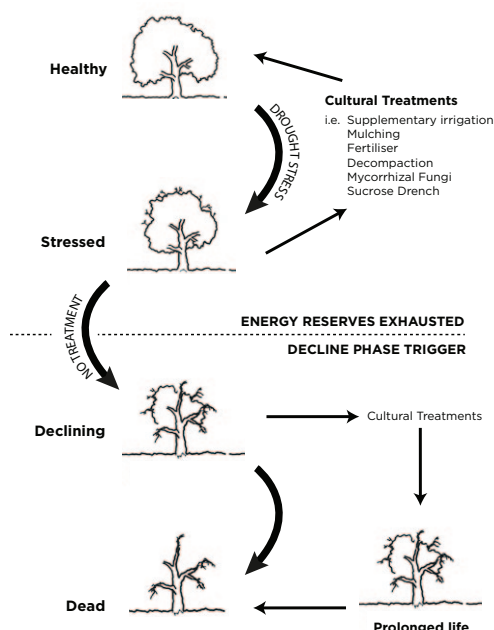 Healthy
DROUGHT STRESS
Cultural Treatments
i.e. Supplementary irrigation
Mulching
Fertiliser
Decompaction
Mycorrhizal Fungi
Sucrose Drench
Stressed
NO TREATMENT
ENERGY RESERVES EXHAUSTED
DECLINE PHASE TRIGGER
Declining
Cultural Treatments
Dead
Prolonged life